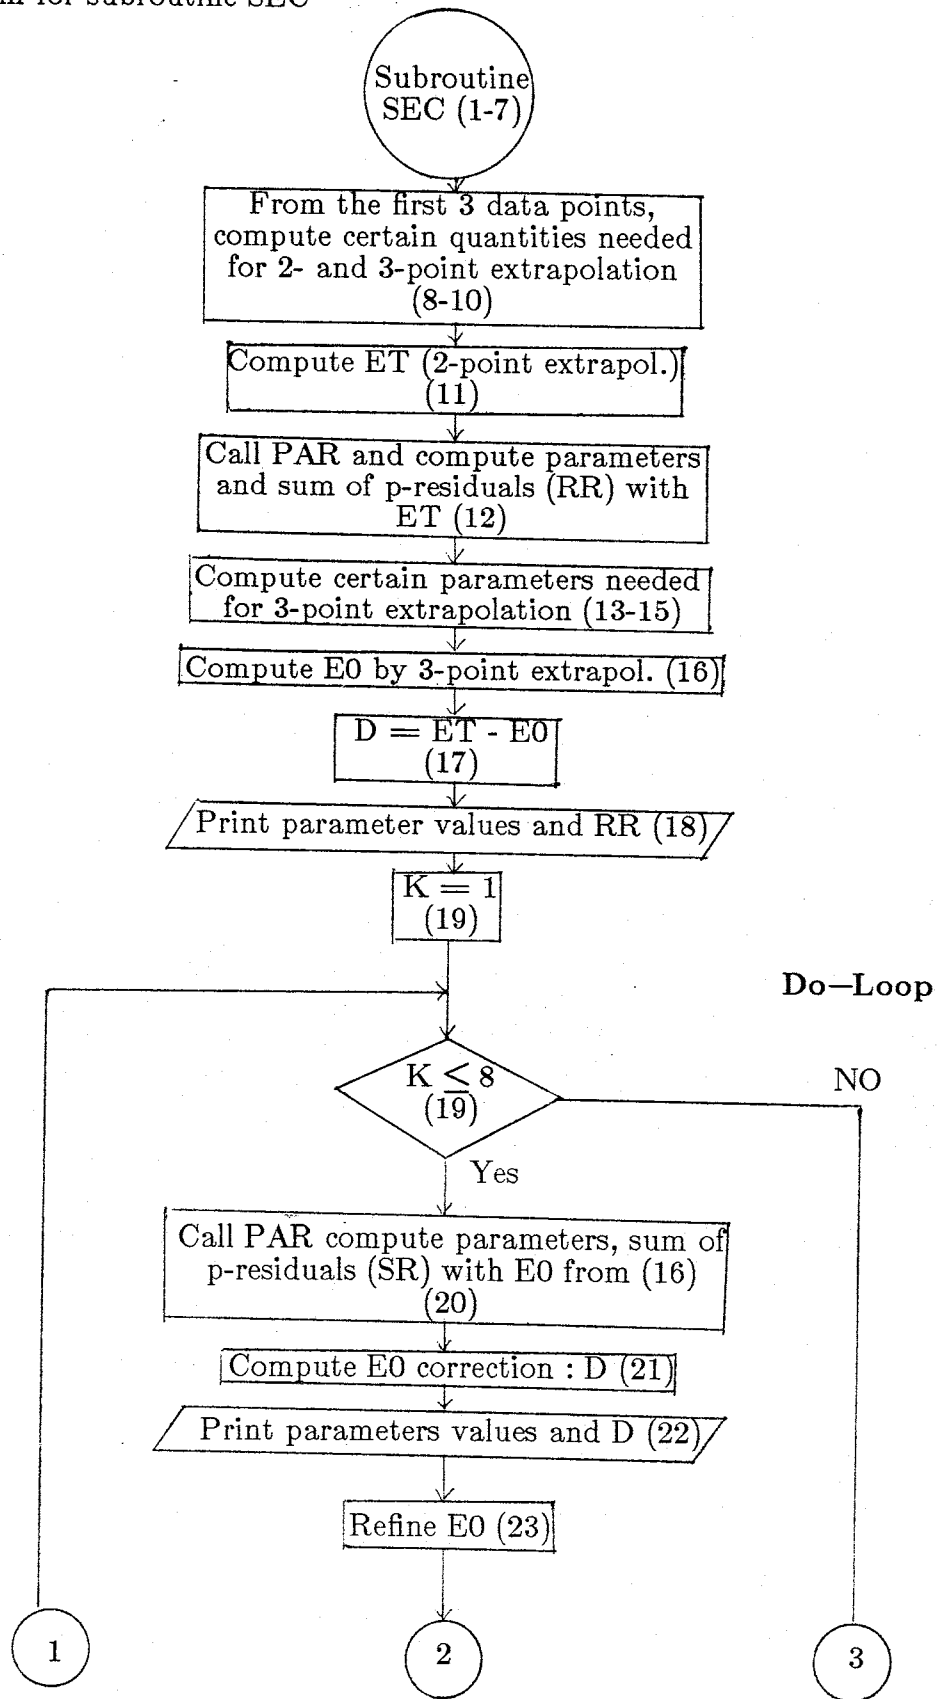 for subroutine SEC
Subroutine
SEC (1-7)
From the first 3 data points,
compute certain quantities needed
for 2- and 3-point extrapolation
(8-10)
Compute ET (2-point extrapol.)
(11)
Call PAR and compute parameters
and sum of p-residuals (RR) with
ET (12)
Compute certain parameters needed
for 3-point extrapolation (13-15)
Compute E0 by 3-point extrapol. (16)
D = ET - E0
(17)
Print parameter values and RR (18)
K = 1
(19)
Do—Loop
K ≤ 8
(19)
NO
Yes
Call PAR compute parameters, sum of
p-residuals (SR) with E0 from (16)
(20)
Compute E0 correction : D (21)
Print parameters values and D (22)
Refine E0 (23)
1
2
3